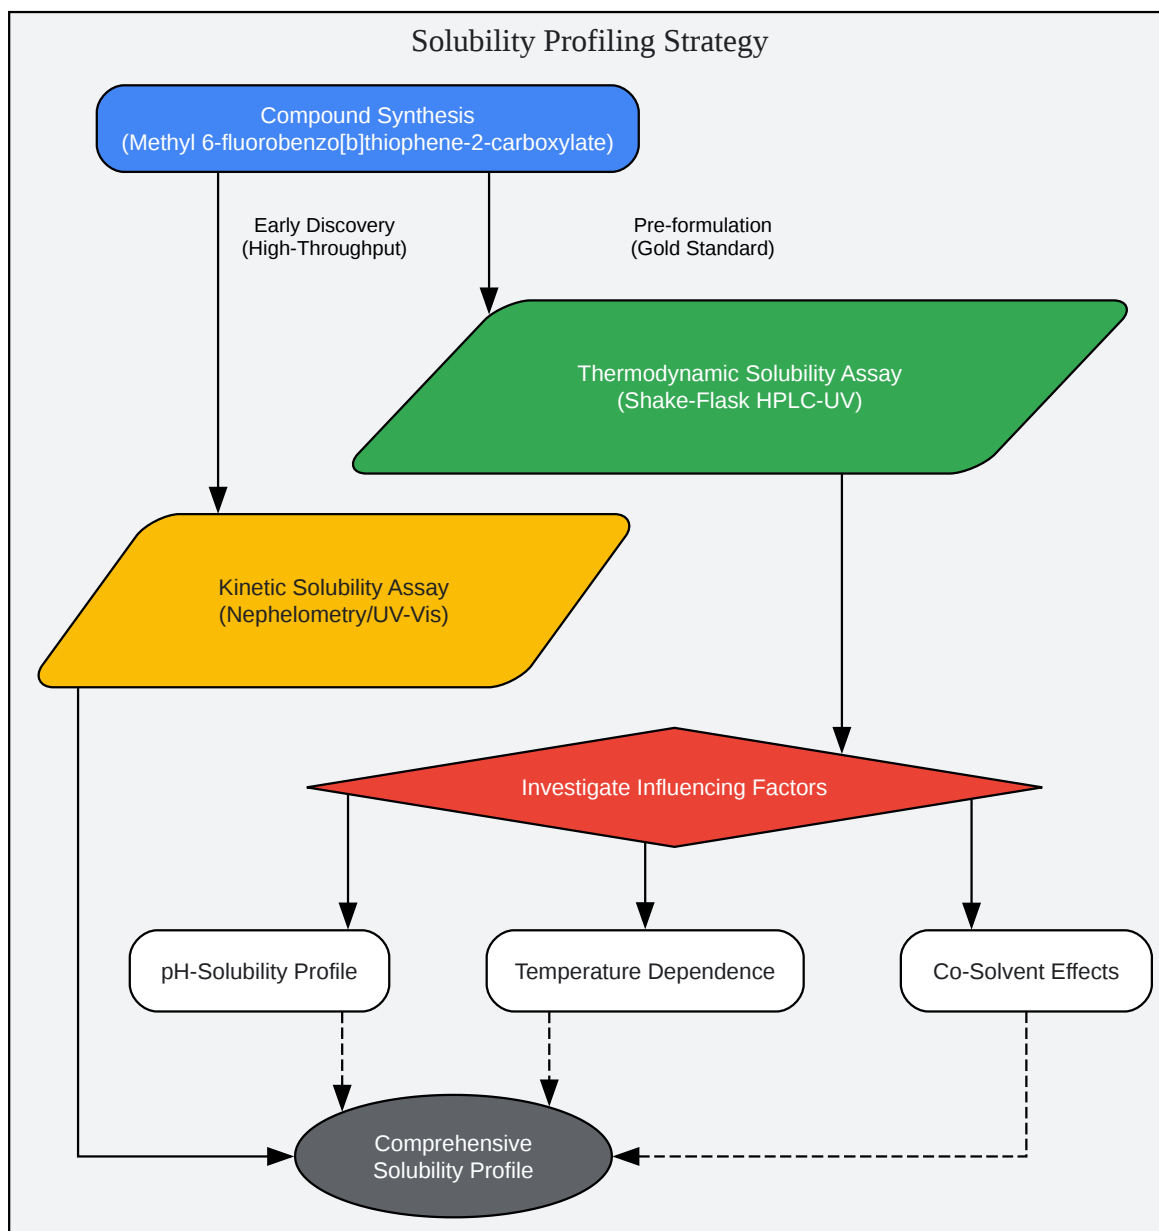 Solubility Profiling Strategy
Compound Synthesis
(Methyl 6-fluorobenzo[b]thiophene-2-carboxylate)
Early Discovery
(High-Throughput)
Pre-formulation
(Gold Standard)
Thermodynamic Solubility Assay
(Shake-Flask HPLC-UV)
Kinetic Solubility Assay
(Nephelometry/UV-Vis)
Investigate Influencing Factors
pH-Solubility Profile
Temperature Dependence
Co-Solvent Effects
Comprehensive
Solubility Profile